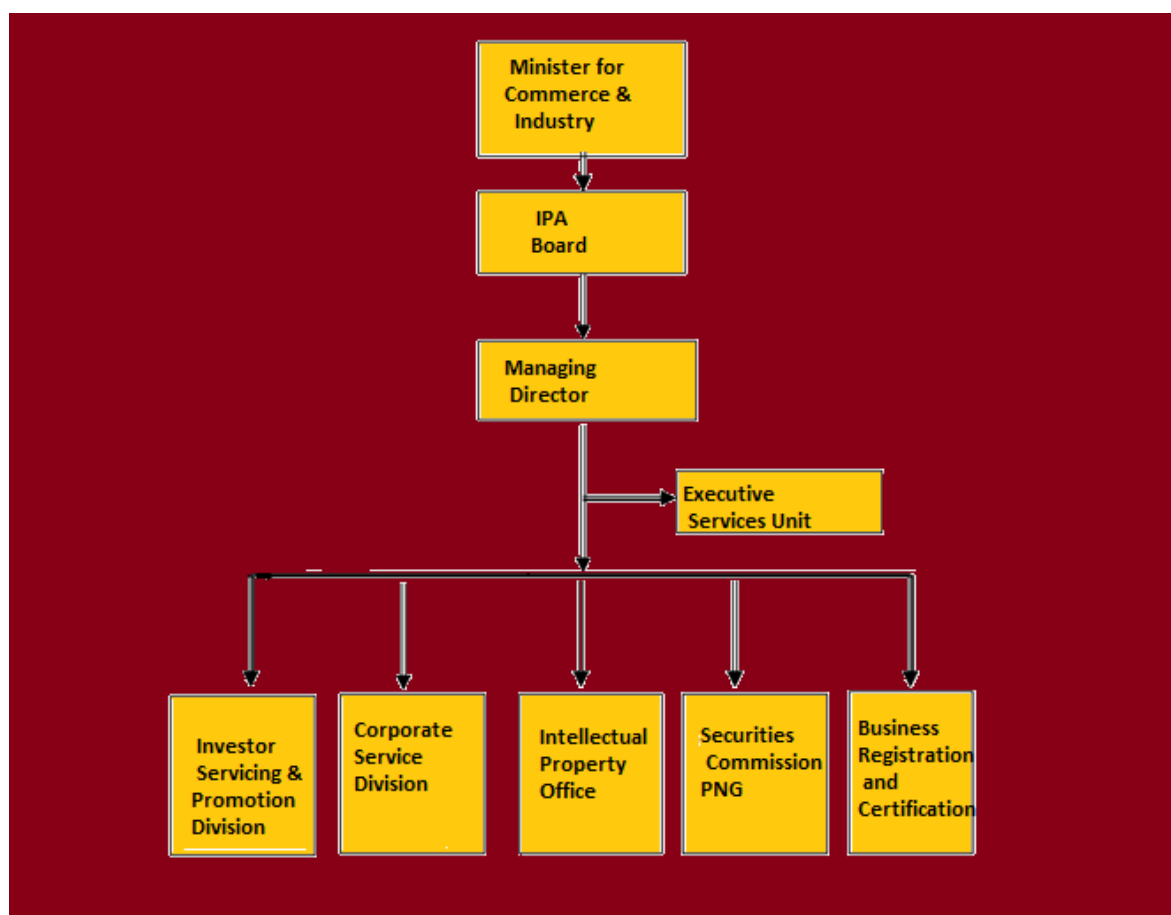 Minister for
Commerce &
Industry
IPA
Board
Managing
Director
Executive
Services Unit
Investor
Servicing &
Promotion
Division
Corporate
Service
Division
Intellectual
Property
Office
Securities
Commission
PNG
Business
Registration
and
Certification